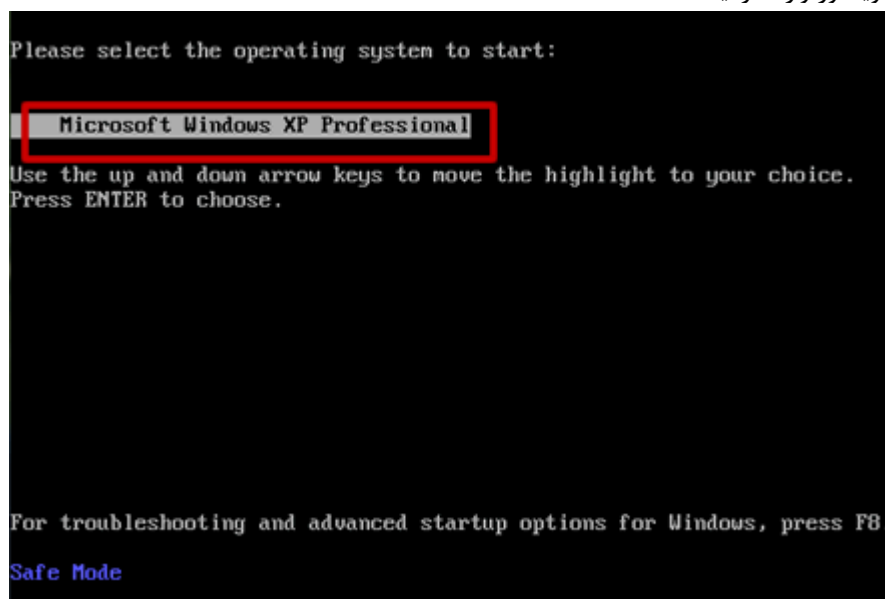 Please select the operating system to start:
Microsoft Windows XP Professional
Use the up and down arrow keys to move the highlight to your choice.
Press ENTER to choose.
For troubleshooting and advanced startup options for Windows, press F8
Safe Mode